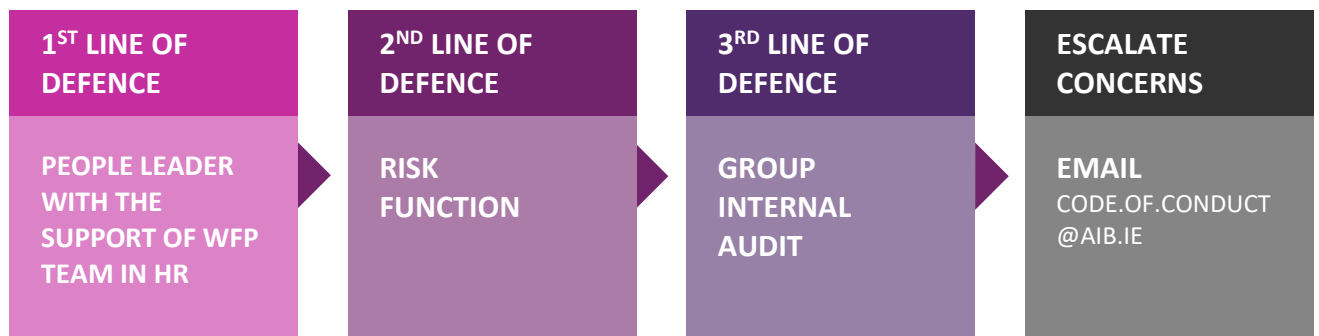 1ST LINE OF
DEFENCE
PEOPLE LEADER
WITH THE
SUPPORT OF WFP
TEAM IN HR
2ND LINE OF
DEFENCE
RISK
FUNCTION
3RD LINE OF
DEFENCE
GROUP
INTERNAL
AUDIT
ESCALATE
CONCERNS
EMAIL
CODE.OF.CONDUCT
@AIB.IE